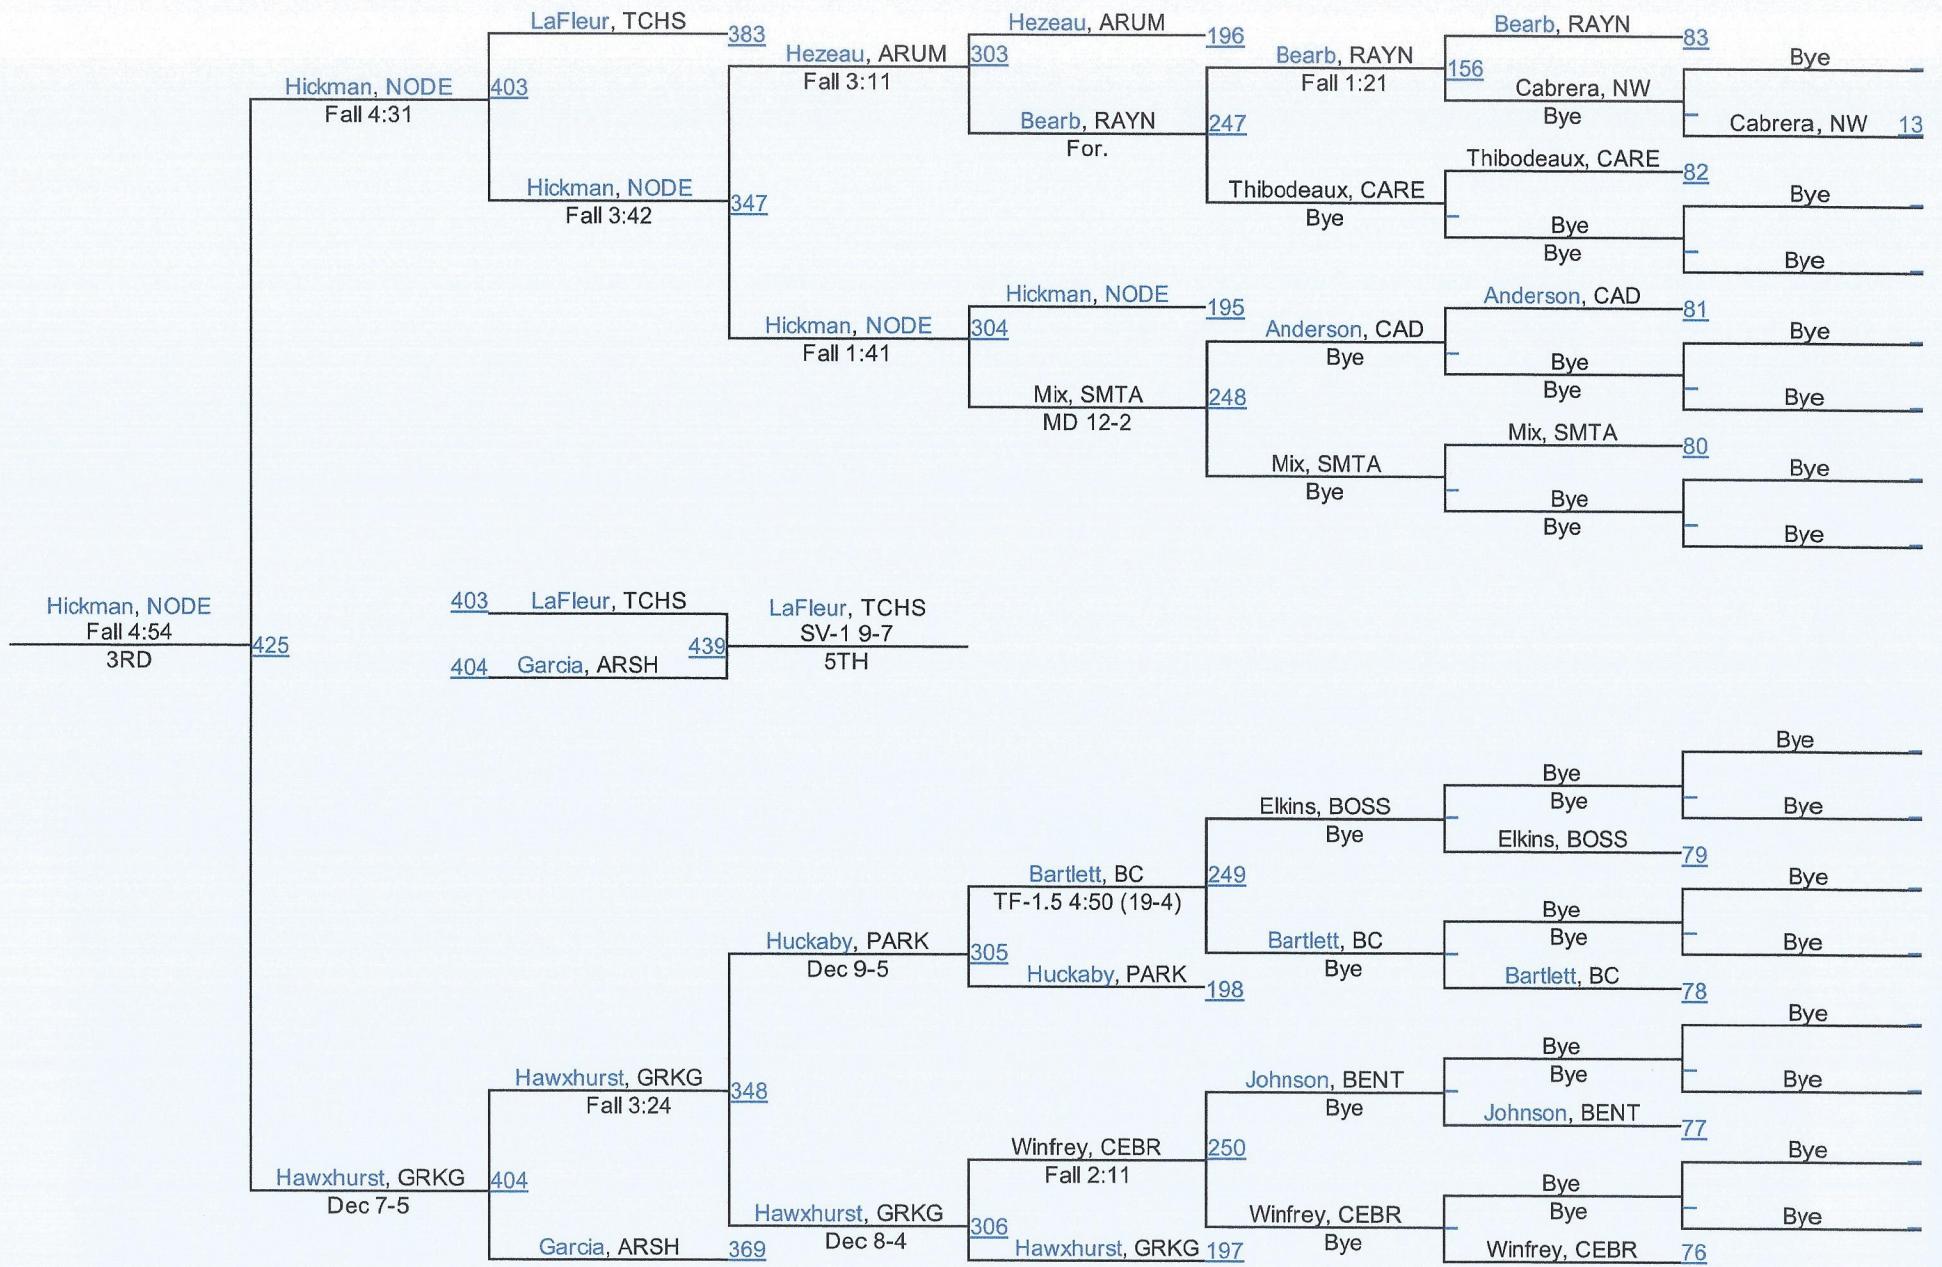 LaFleur, TCHS
383
Hickman, NODE
Fall 4:31
403
Hickman, NODE
Fall 3:42
347
Hezeau, ARUM
Fall 3:11
303
Hezeau, ARUM
196
Bearb, RAYN
For.
247
Bearb, RAYN
Fall 1:21
156
Bearb, RAYN
83
Cabrera, NW
Bye
Bye
Cabrera, NW 13
Thibodeaux, CARE
Bye
Thibodeaux, CARE
82
Bye
Bye
Bye
Bye
Hickman, NODE
Fall 1:41
304
Hickman, NODE
195
Mix, SMTA
MD 12-2
248
Anderson, CAD
Bye
Anderson, CAD
81
Bye
Bye
Bye
Bye
Mix, SMTA
Bye
Mix, SMTA
80
Bye
Bye
Bye
Bye
Hickman, NODE
Fall 4:54
3RD
425
403 LaFleur, TCHS
404 Garcia, ARSH
439
LaFleur, TCHS
SV-1 9-7
5TH
Hawxhurst, GRKG
Dec 7-5
404
Hawxhurst, GRKG
Fall 3:24
348
Huckaby, PARK
Dec 9-5
305
Bartlett, BC
TF-1.5 4:50 (19-4)
249
Elkins, BOSS
Bye
Bye
Bye
Bye
Bye
Elkins, BOSS
79
Bartlett, BC
Bye
Bye
Bye
Bye
Bye
Bartlett, BC
78
Huckaby, PARK
198
Hawxhurst, GRKG
Dec 8-4
306
Winfrey, CEBR
Fall 2:11
250
Johnson, BENT
Bye
Bye
Bye
Bye
Bye
Johnson, BENT
77
Winfrey, CEBR
Bye
Bye
Bye
Bye
Bye
Winfrey, CEBR
76
Hawxhurst, GRKG 197
Garcia, ARSH
369